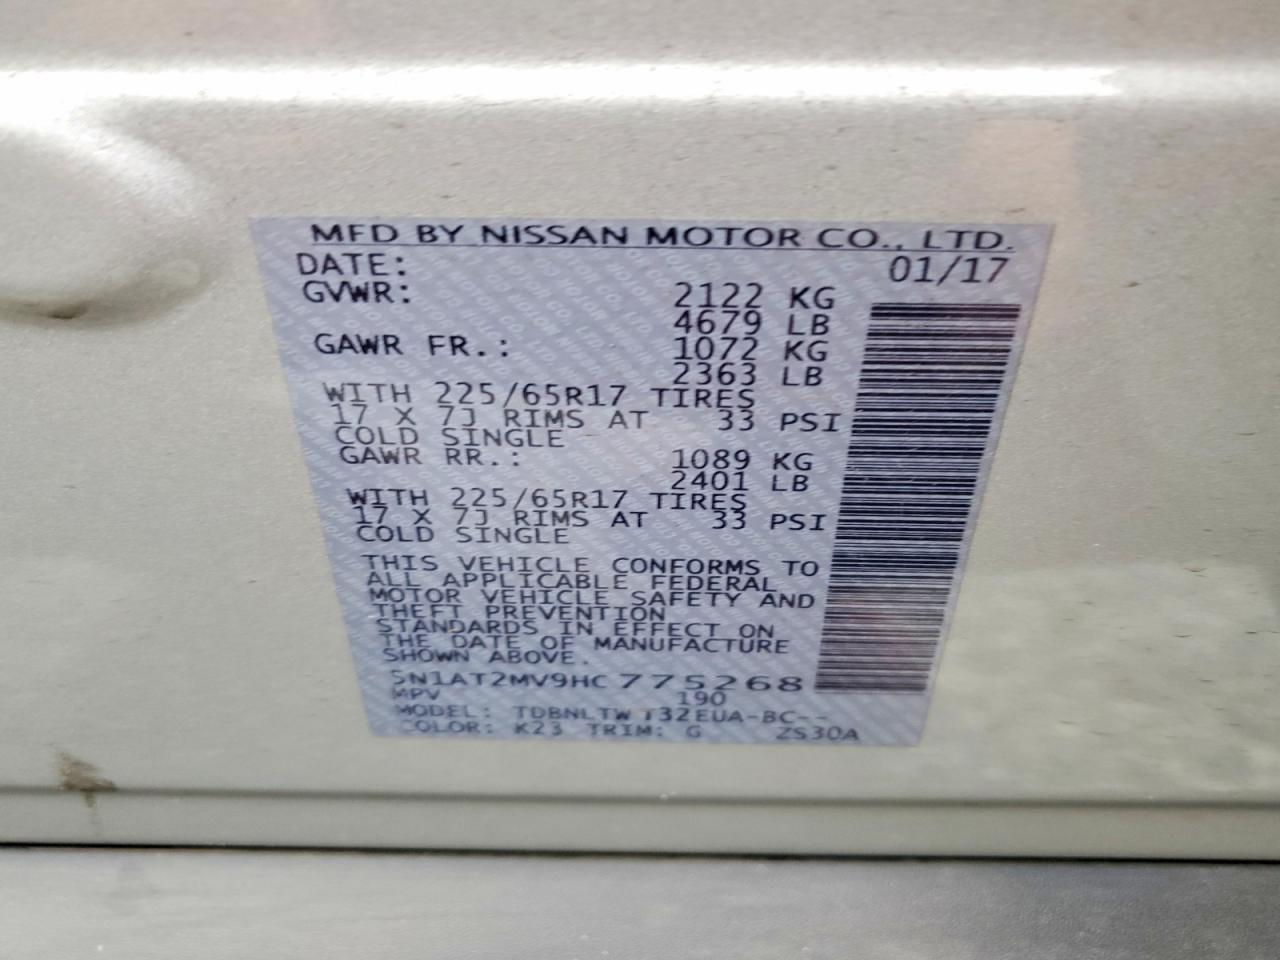 MFD BY NISSAN MOTOR CO., LTD.
DATE: 01/17
GVWR: 2122 KG
4679 LB
GAWR FR.: 1072 KG
2363 LB
WITH 225/65R17 TIRES
17 X 7J RIMS AT 33 PSI
COLD SINGLE
GAWR RR.: 1089 KG
2401 LB
WITH 225/65R17 TIRES
17 X 7J RIMS AT 33 PSI
COLD SINGLE
THIS VEHICLE CONFORMS TO
ALL APPLICABLE FEDERAL
MOTOR VEHICLE SAFETY AND
THEFT PREVENTION
STANDARDS IN EFFECT ON
THE DATE OF MANUFACTURE
SHOWN ABOVE.
5N1AT2MV9HC775268
MPV 190
MODEL: TDBNLTWT32EUA-BC--
COLOR: K23 TRIM: G ZS30A